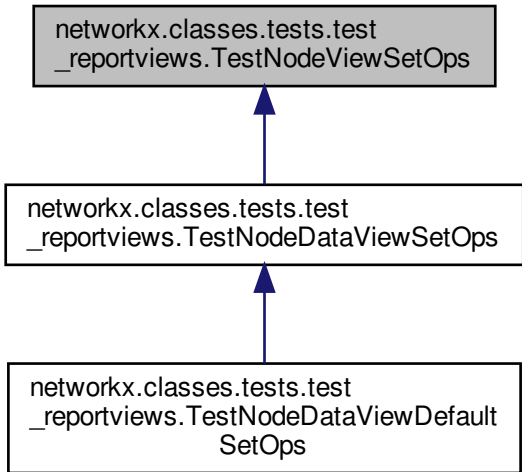 networkx.classes.tests.test
_reportviews.TestNodeViewSetOps
networkx.classes.tests.test
_reportviews.TestNodeDataViewSetOps
networkx.classes.tests.test
_reportviews.TestNodeDataViewDefault
SetOps